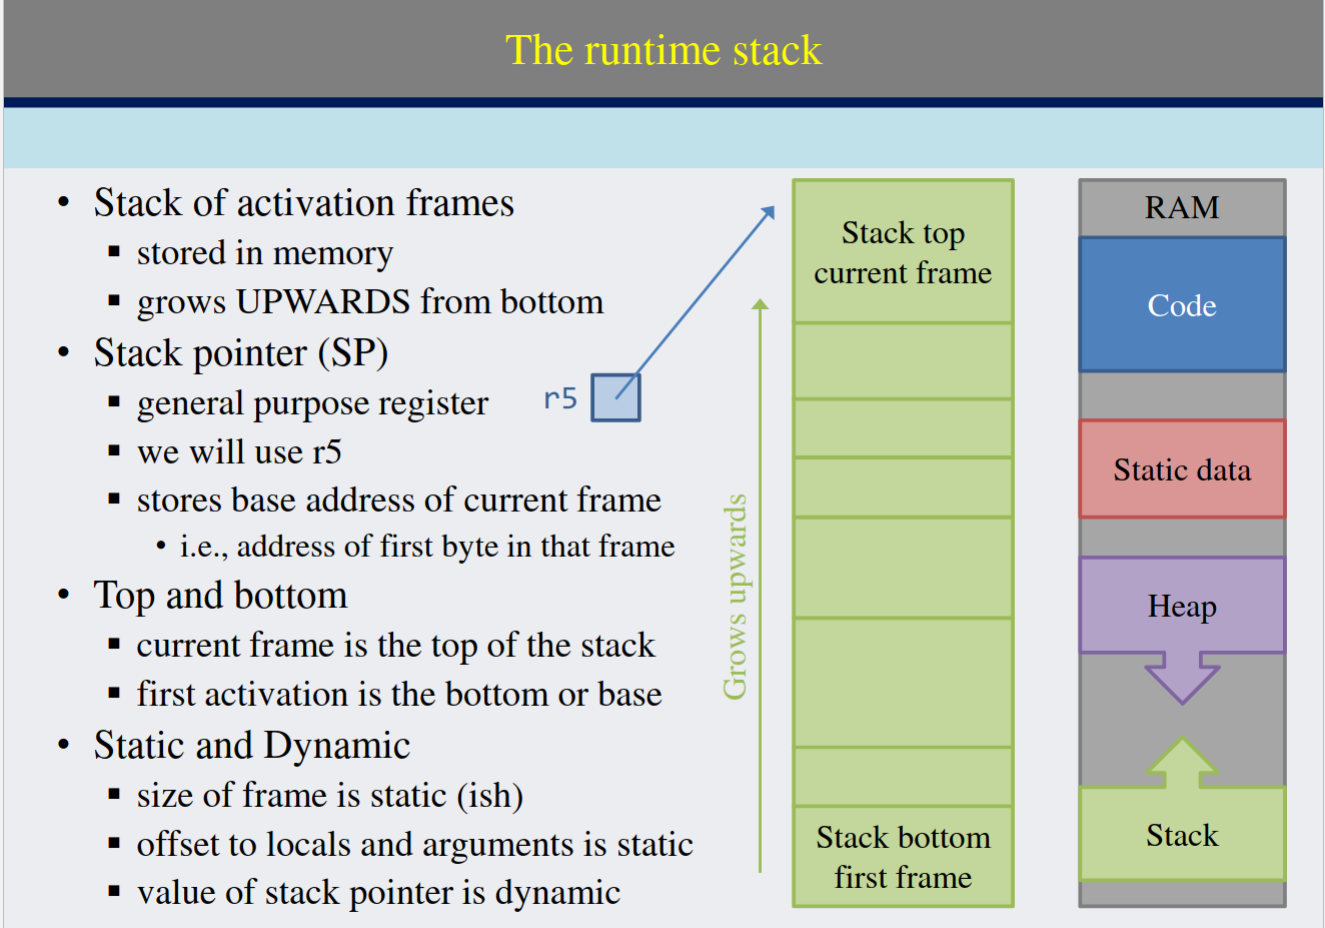 The runtime stack
• Stack of activation frames
▪ stored in memory
▪ grows UPWARDS from bottom
• Stack pointer (SP)
▪ general purpose register
▪ we will use r5
▪ stores base address of current frame
• i.e., address of first byte in that frame
• Top and bottom
▪ current frame is the top of the stack
▪ first activation is the bottom or base
• Static and Dynamic
▪ size of frame is static (ish)
▪ offset to locals and arguments is static
▪ value of stack pointer is dynamic
r5
Grows upwards
Stack top
current frame
Stack bottom
first frame
RAM
Code
Static data
Heap
Stack